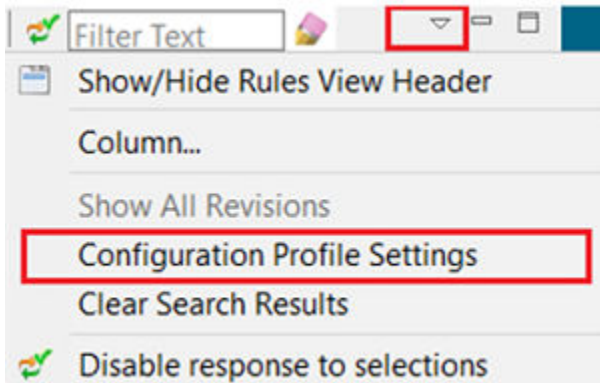 Filter Text
Show/Hide Rules View Header
Column...
Show All Revisions
Configuration Profile Settings
Clear Search Results
Disable response to selections